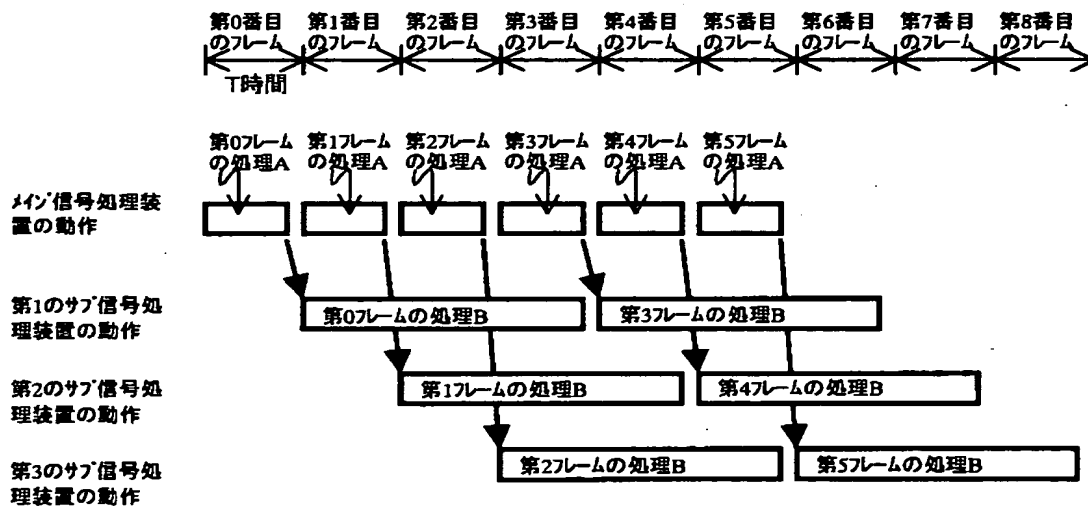 第0番目 第1番目 第2番目 第3番目 第4番目 第5番目 第6番目 第7番目 第8番目
のフレーム のフレーム のフレーム のフレーム のフレーム のフレーム のフレーム のフレーム のフレーム
T時間
第0フレーム 第1フレーム 第2フレーム 第3フレーム 第4フレーム 第5フレーム
の処理A の処理A の処理A の処理A の処理A の処理A
メイン信号処理装
置の動作
第1のサブ信号処
理装置の動作
第0フレームの処理B 第3フレームの処理B
第2のサブ信号処
理装置の動作
第1フレームの処理B 第4フレームの処理B
第3のサブ信号処
理装置の動作
第2フレームの処理B 第5フレームの処理B